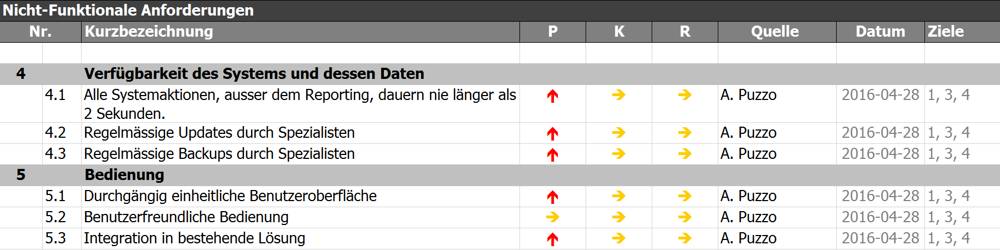 Nicht-Funktionale Anforderungen
Nr. Kurzbezeichnung P K R Quelle Datum Ziele
4 Verfügbarkeit des Systems und dessen Daten
4.1 Alle Systemaktionen, ausser dem Reporting, dauern nie länger als A. Puzzo 2016-04-28 1, 3, 4
2 Sekunden.
4.2 Regelmässige Updates durch Spezialisten A. Puzzo 2016-04-28 1, 3, 4
4.3 Regelmässige Backups durch Spezialisten A. Puzzo 2016-04-28 1, 3, 4
5 Bedienung
5.1 Durchgängig einheitliche Benutzeroberfläche A. Puzzo 2016-04-28 1, 3, 4
5.2 Benutzerfreundliche Bedienung A. Puzzo 2016-04-28 1, 3, 4
5.3 Integration in bestehende Lösung A. Puzzo 2016-04-28 1, 3, 4